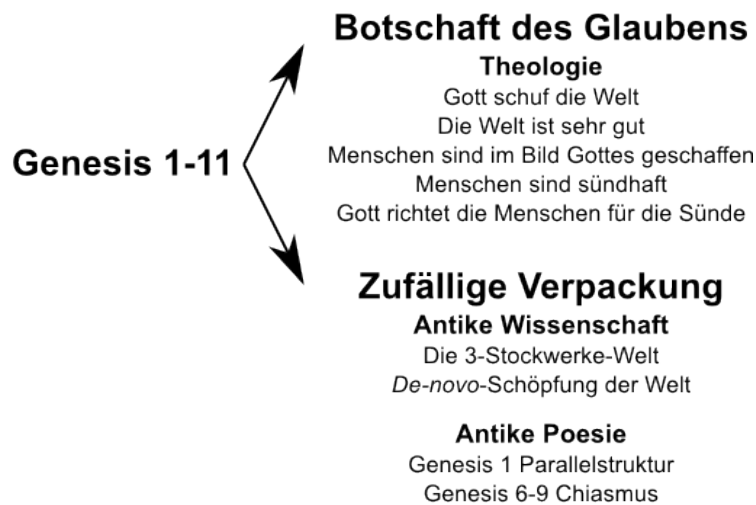 Genesis 1-11
Botschaft des Glaubens
Theologie
Gott schuf die Welt
Die Welt ist sehr gut
Menschen sind im Bild Gottes geschaffen
Menschen sind sündhaft
Gott richtet die Menschen für die Sünde
Zufällige Verpackung
Antike Wissenschaft
Die 3-Stockwerke-Welt
De-novo-Schöpfung der Welt
Antike Poesie
Genesis 1 Parallelstruktur
Genesis 6-9 Chiasmus